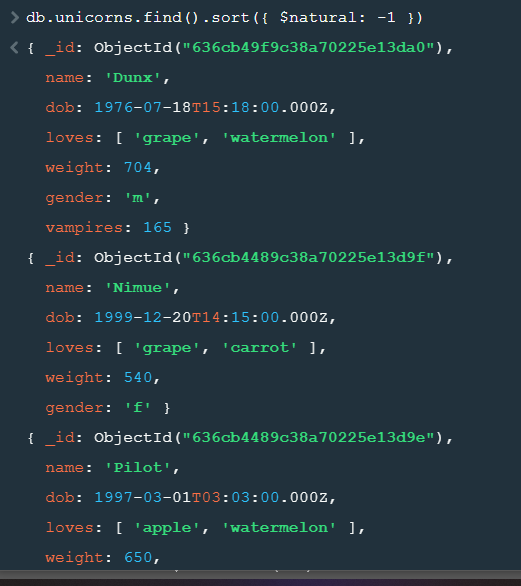 db.unicorns.find().sort({ $natural: -1 })
{ _id: ObjectId("636cb49f9c38a70225e13da0"),
name: 'Dunx',
dob: 1976-07-18T15:18:00.000Z,
loves: [ 'grape', 'watermelon' ],
weight: 704,
gender: 'm',
vampires: 165 }
{ _id: ObjectId("636cb4489c38a70225e13d9f"),
name: 'Nimue',
dob: 1999-12-20T14:15:00.000Z,
loves: [ 'grape', 'carrot' ],
weight: 540,
gender: 'f' }
{ _id: ObjectId("636cb4489c38a70225e13d9e"),
name: 'Pilot',
dob: 1997-03-01T03:03:00.000Z,
loves: [ 'apple', 'watermelon' ],
weight: 650,